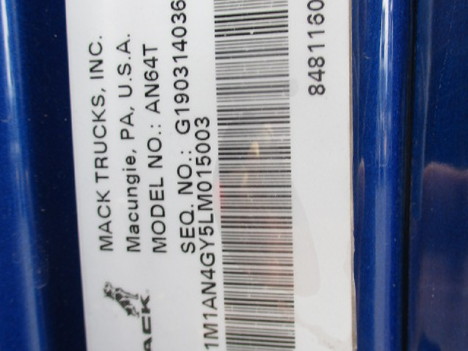 MACK TRUCKS, INC.
Macungie, PA, U.S.A.
MODEL NO.: AN64T
SEQ. NO.: G190314036
1M1AN4GY5LM015003
8481160